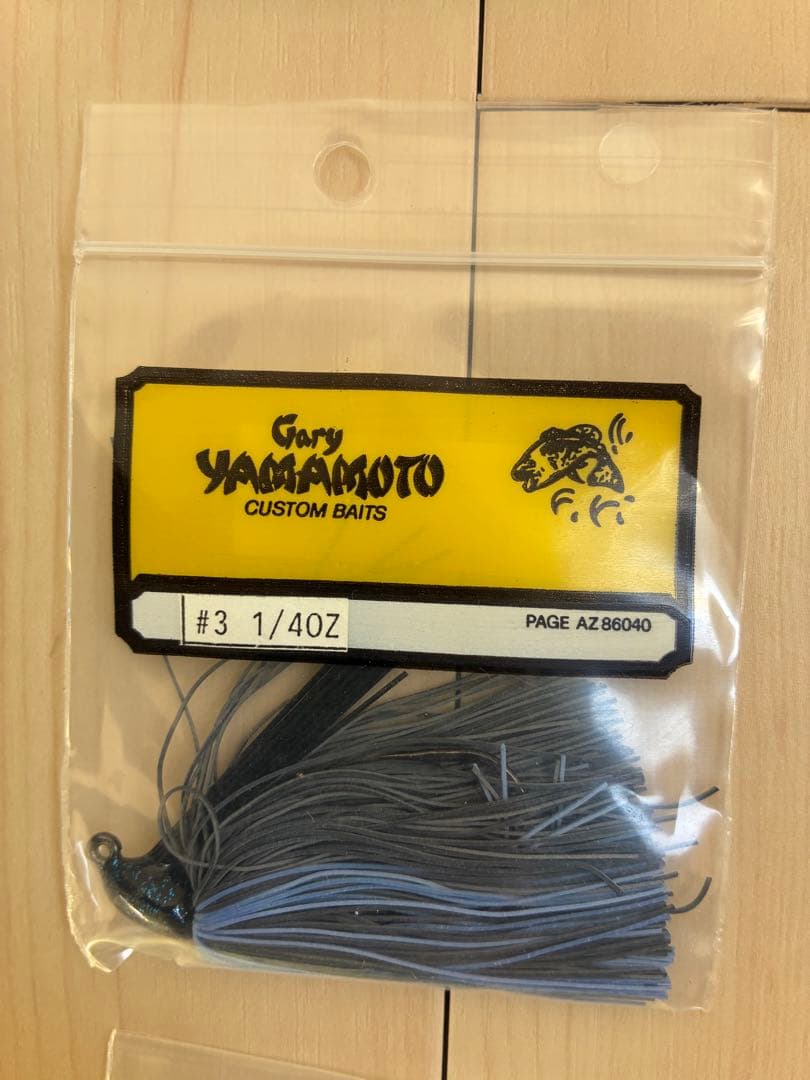 Gary
YAMAMOTO
CUSTOM BAITS
#3 1/4OZ
PAGE AZ 86040